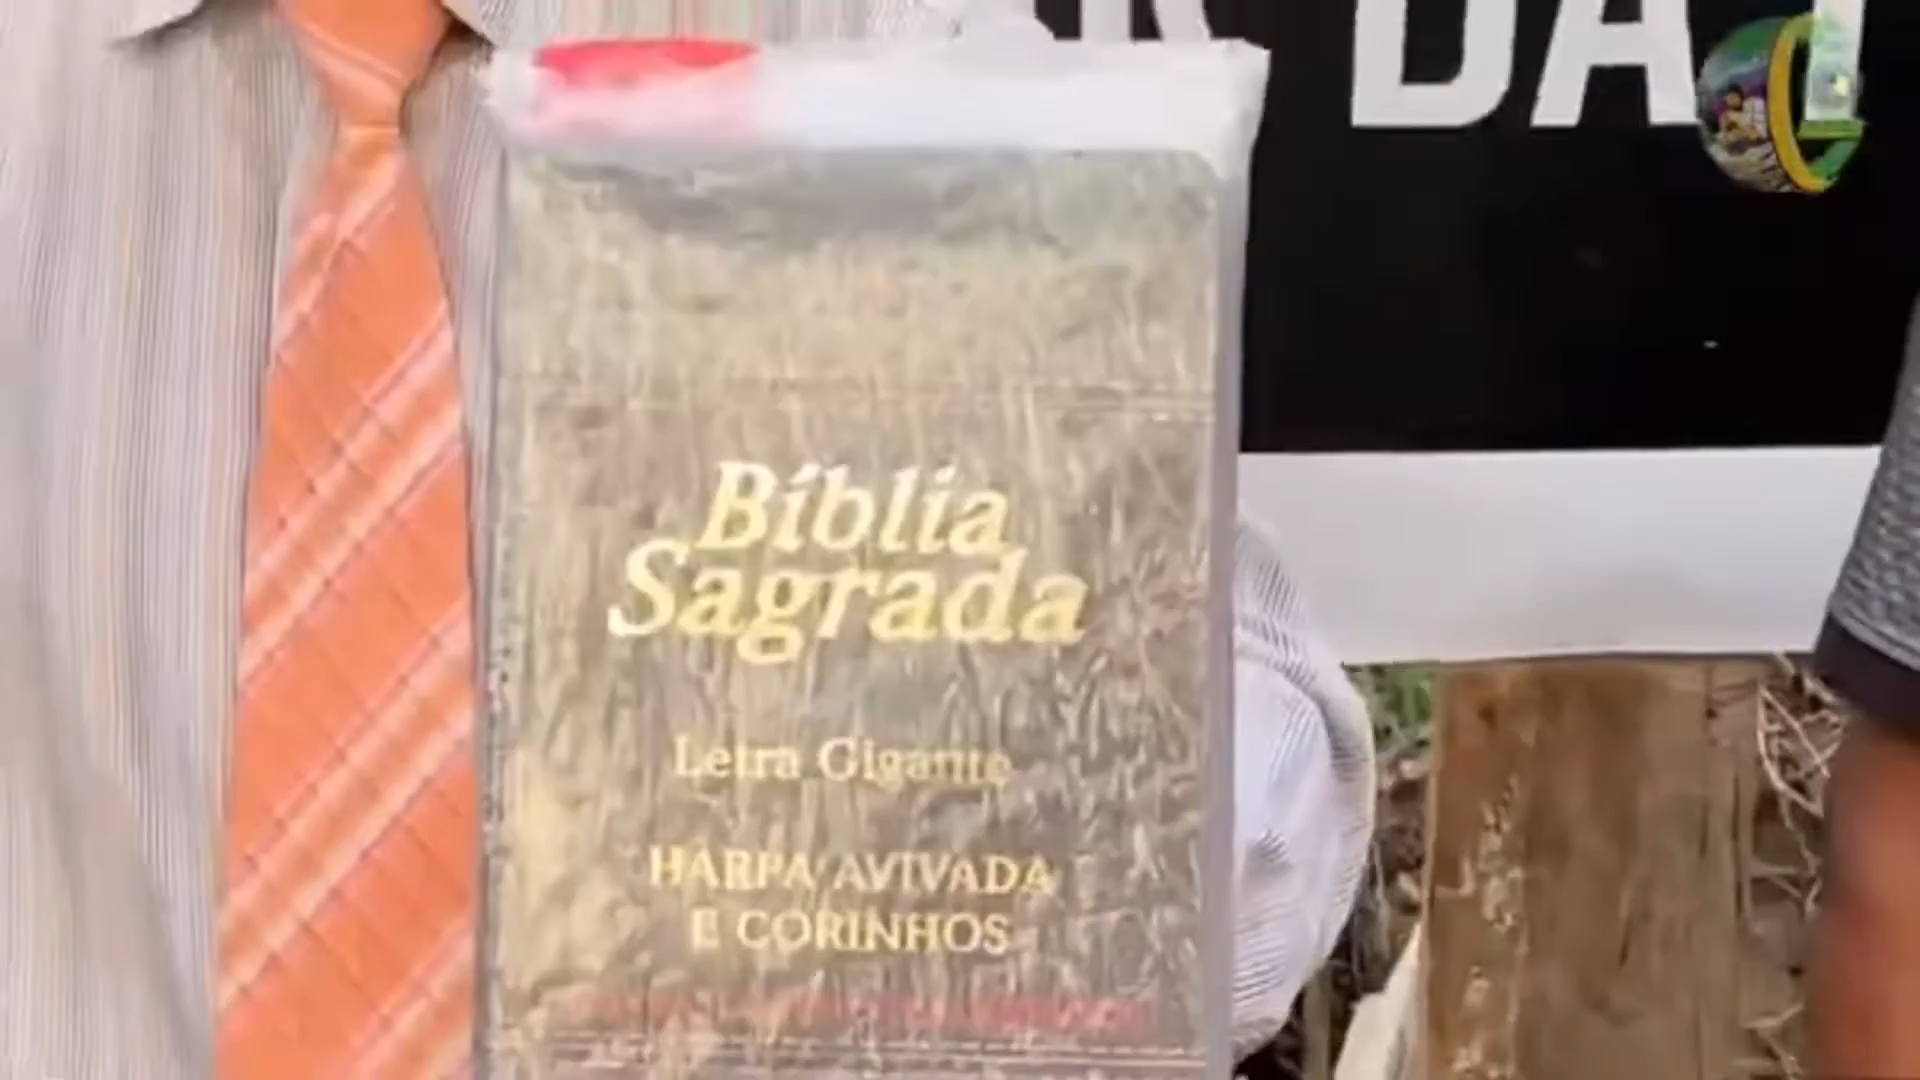 DA
Bíblia
Sagrada
Letra Gigante
HARPA AVIVADA
E CORINHOS